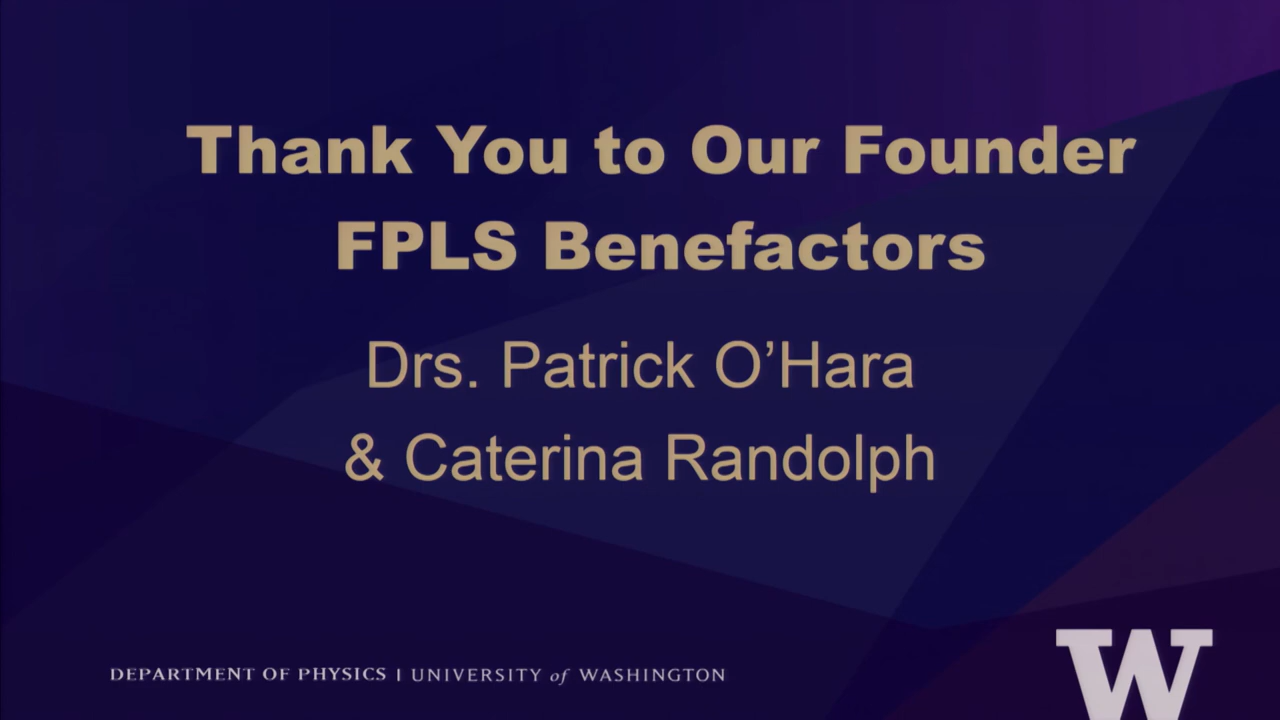 Thank You to Our Founder
FPLS Benefactors
Drs. Patrick O’Hara
& Caterina Randolph
DEPARTMENT OF PHYSICS | UNIVERSITY of WASHINGTON
W